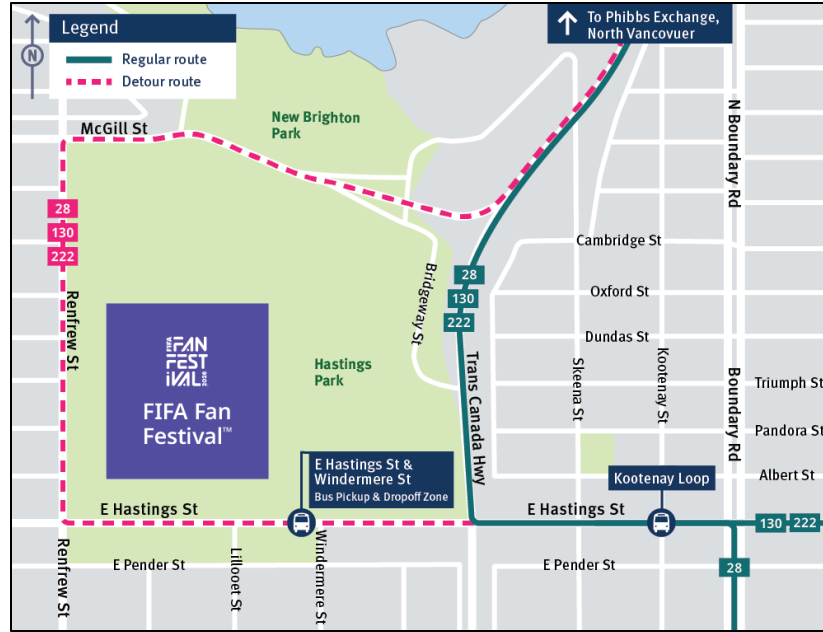 Legend
N
Regular route
Detour route
To Phibbs Exchange,
North Vancovuer
McGill St
New Brighton
Park
N Boundary Rd
28
130
222
Cambridge St
28
130
222
Oxford St
Bridgeway St
Renfrew St
Dundas St
FIFA
FAN
FEST
iVAL
2026
FIFA Fan
Festival™
Hastings
Park
Trans Canada Hwy
Skeena St
Kootenay St
Boundary Rd
Triumph St
Pandora St
E Hastings St &
Windermere St
Bus Pickup & Dropoff Zone
Kootenay Loop
Albert St
E Hastings St
E Hastings St
130 222
Renfrew St
E Pender St
Lillooet St
Windermere St
E Pender St
28